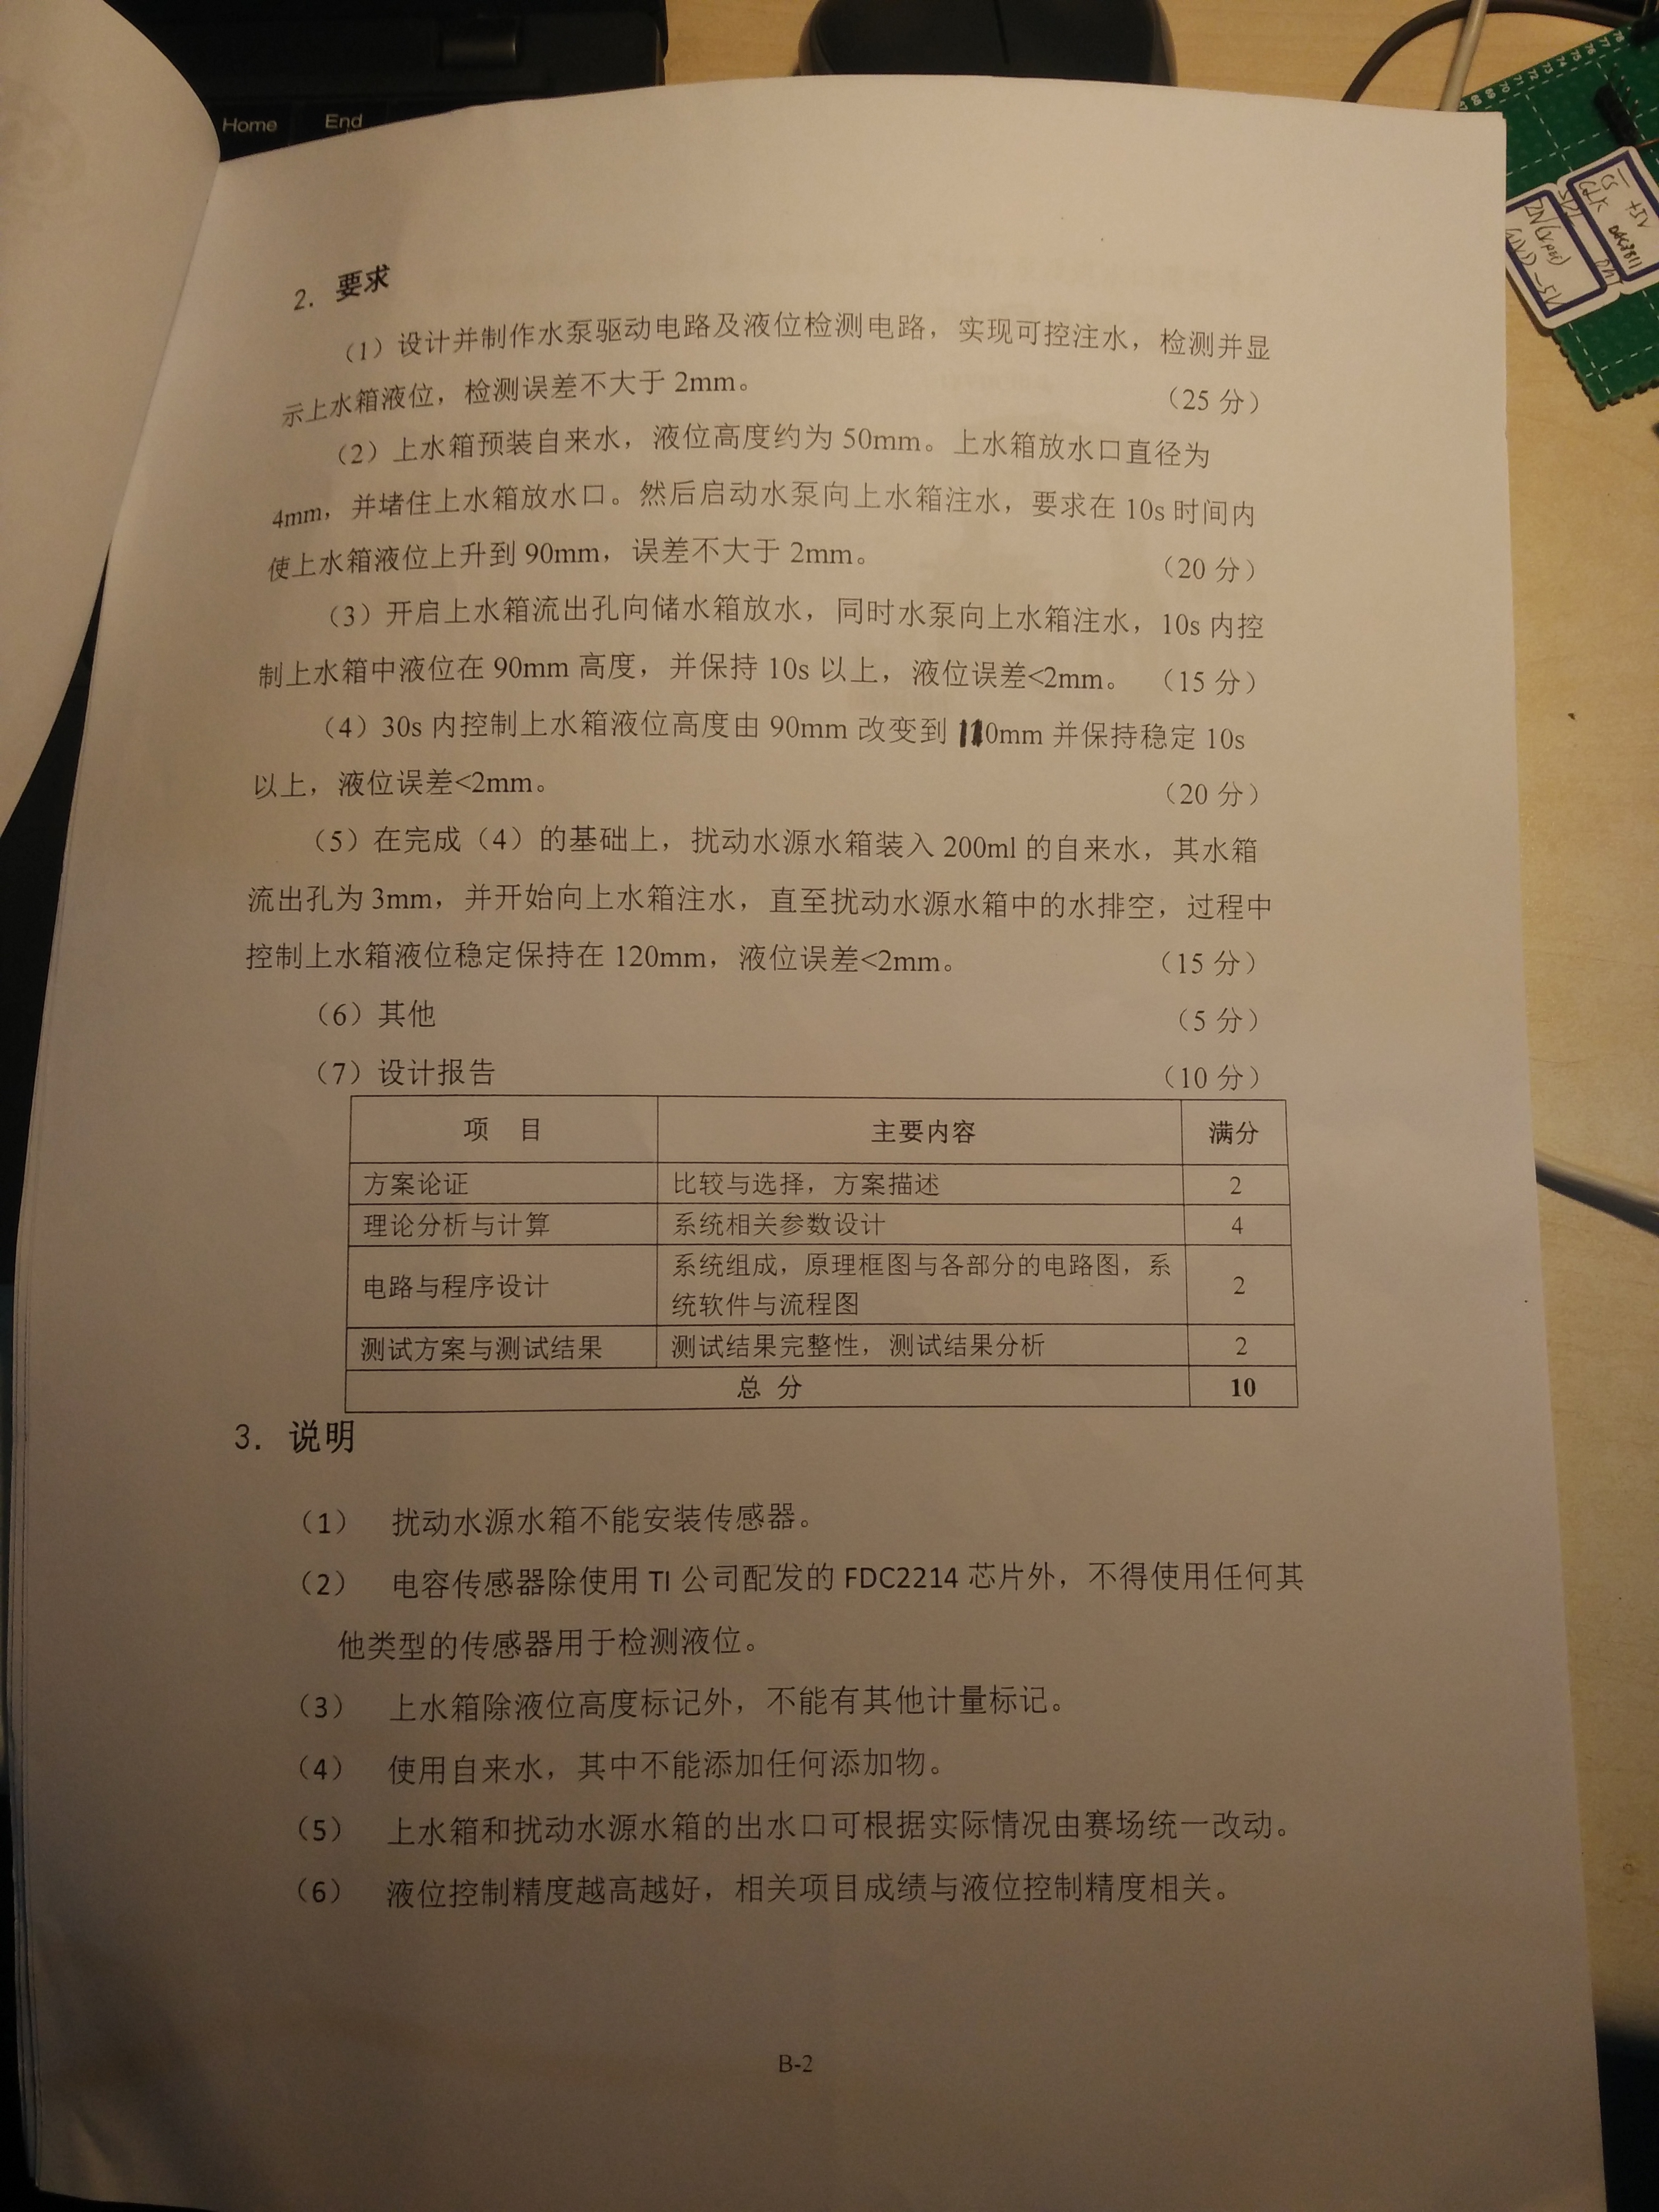 Home End
2. 要求
（1）设计并制作水泵驱动电路及液位检测电路，实现可控注水，检测并显
示上水箱液位，检测误差不大于 2mm。 （25 分）
（2）上水箱预装自来水，液位高度约为 50mm。上水箱放水口直径为
4mm，并堵住上水箱放水口。然后启动水泵向上水箱注水，要求在 10s 时间内
使上水箱液位上升到 90mm，误差不大于 2mm。 （20 分）
（3）开启上水箱流出孔向储水箱放水，同时水泵向上水箱注水，10s 内控
制上水箱中液位在 90mm 高度，并保持 10s 以上，液位误差<2mm。 （15 分）
（4）30s 内控制上水箱液位高度由 90mm 改变到 110mm 并保持稳定 10s
以上，液位误差<2mm。 （20 分）
（5）在完成（4）的基础上，扰动水源水箱装入 200ml 的自来水，其水箱
流出孔为 3mm，并开始向上水箱注水，直至扰动水源水箱中的水排空，过程中
控制上水箱液位稳定保持在 120mm，液位误差<2mm。 （15 分）
（6）其他 （5 分）
（7）设计报告 （10 分）
项 目 主要内容 满分
方案论证 比较与选择，方案描述 2
理论分析与计算 系统相关参数设计 4
电路与程序设计 系统组成，原理框图与各部分的电路图，系
统软件与流程图 2
测试方案与测试结果 测试结果完整性，测试结果分析 2
总 分 10
3. 说明
（1） 扰动水源水箱不能安装传感器。
（2） 电容传感器除使用 TI 公司配发的 FDC2214 芯片外，不得使用任何其
他类型的传感器用于检测液位。
（3） 上水箱除液位高度标记外，不能有其他计量标记。
（4） 使用自来水，其中不能添加任何添加物。
（5） 上水箱和扰动水源水箱的出水口可根据实际情况由赛场统一改动。
（6） 液位控制精度越高越好，相关项目成绩与液位控制精度相关。
B-2
CS +5V
CLK
-5V